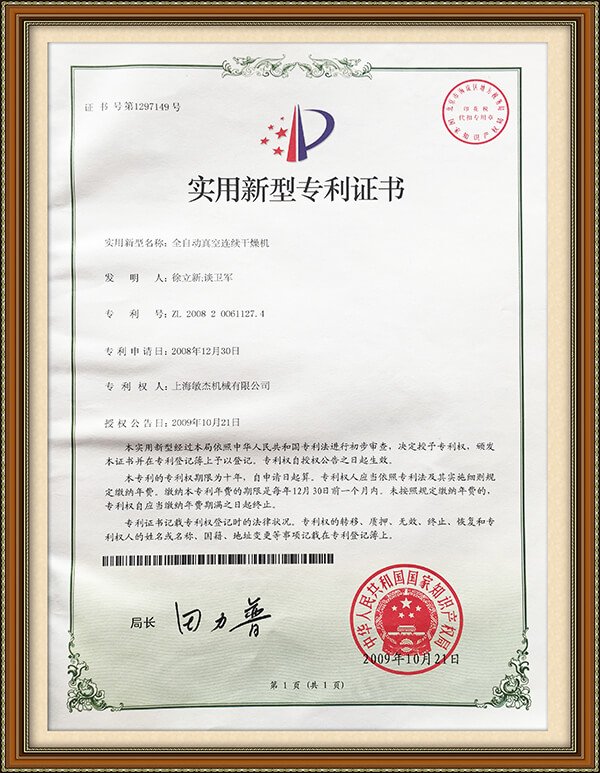 证 书 号 第1297149号
印 花 税
代扣专用章
国家知识产权局
实用新型专利证书
实用新型名称：全自动真空连续干燥机
发 明 人：徐立新;谈卫军
专 利 号：ZL 2008 2 0061127.4
专利申请日：2008年12月30日
专 利 权 人：上海敏杰机械有限公司
授权公告日：2009年10月21日
本实用新型经过本局依照中华人民共和国专利法进行初步审查，决定授予专利权，颁发
本证书并在专利登记簿上予以登记。专利权自授权公告之日起生效。
本专利的专利权期限为十年，自申请日起算。专利权人应当依照专利法及其实施细则规
定缴纳年费。缴纳本专利年费的期限是每年12月30日前一个月内。未按照规定缴纳年费的，
专利权自应当缴纳年费期满之日起终止。
专利证书记载专利权登记时的法律状况。专利权的转移、质押、无效、终止、恢复和专
利权人的姓名或名称、国籍、地址变更等事项记载在专利登记簿上。
局长 田力普
中华人民共和国国家知识产权局
2009年10月21日
第 1 页 (共 1 页)